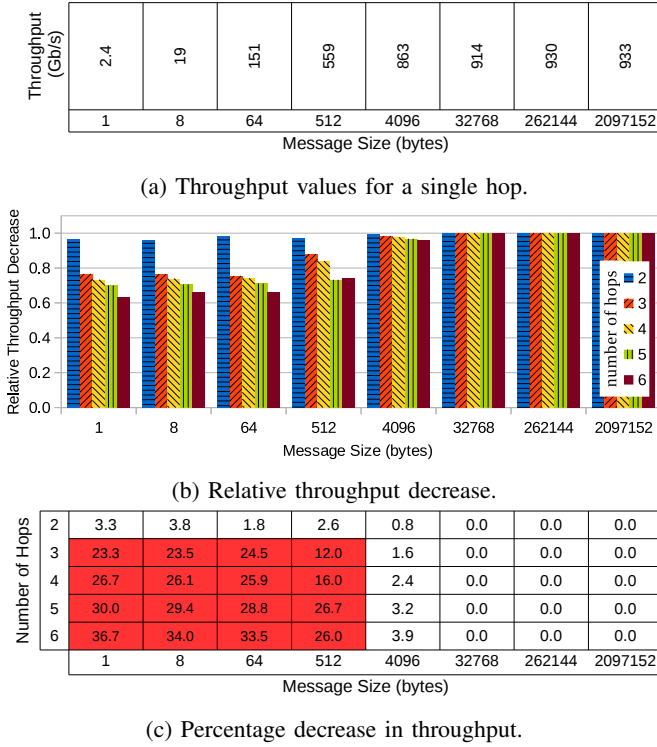 Throughput
(Gb/s)
2.4 19 151 559 863 914 930 933
1 8 64 512 4096 32768 262144 2097152
Message Size (bytes)
(a) Throughput values for a single hop.
Relative Throughput Decrease
1.0
0.8
0.6
0.4
0.2
0.0
number of hops
2
3
4
5
6
1 8 64 512 4096 32768 262144 2097152
Message Size (bytes)
(b) Relative throughput decrease.
Number of Hops
2 3.3 3.8 1.8 2.6 0.8 0.0 0.0 0.0
3 23.3 23.5 24.5 12.0 1.6 0.0 0.0 0.0
4 26.7 26.1 25.9 16.0 2.4 0.0 0.0 0.0
5 30.0 29.4 28.8 26.7 3.2 0.0 0.0 0.0
6 36.7 34.0 33.5 26.0 3.9 0.0 0.0 0.0
1 8 64 512 4096 32768 262144 2097152
Message Size (bytes)
(c) Percentage decrease in throughput.